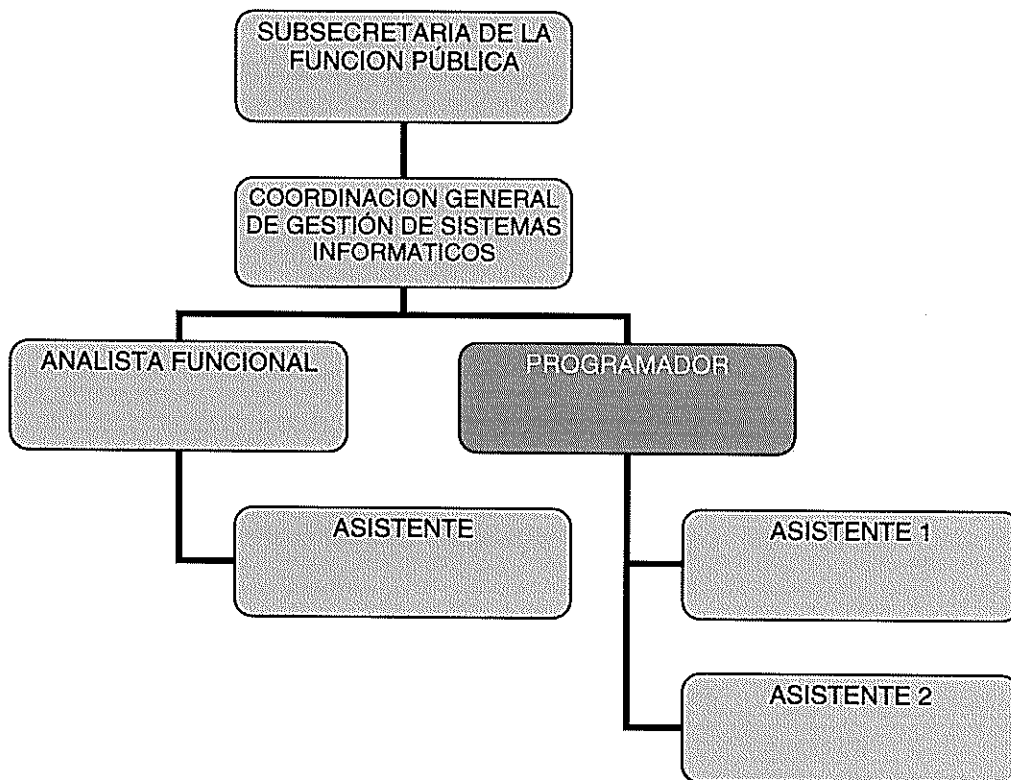 SUBSECRETARIA DE LA
FUNCION PÚBLICA
COORDINACION GENERAL
DE GESTIÓN DE SISTEMAS
INFORMATICOS
ANALISTA FUNCIONAL
PROGRAMADOR
ASISTENTE
ASISTENTE 1
ASISTENTE 2